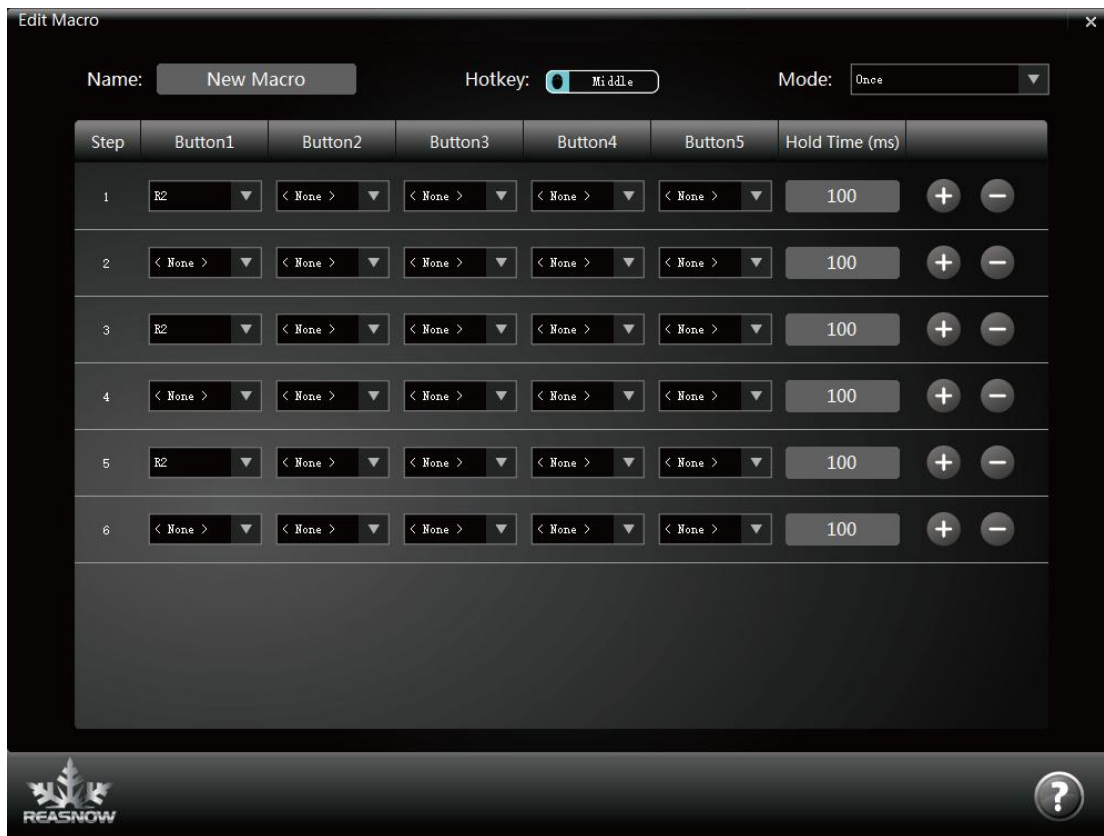 Edit Macro
Name: New Macro Hotkey: Middle Mode: Once
Step Button1 Button2 Button3 Button4 Button5 Hold Time (ms)
1 R2 < None > < None > < None > < None > 100
2 < None > < None > < None > < None > < None > 100
3 R2 < None > < None > < None > < None > 100
4 < None > < None > < None > < None > < None > 100
5 R2 < None > < None > < None > < None > 100
6 < None > < None > < None > < None > < None > 100
REASNOW